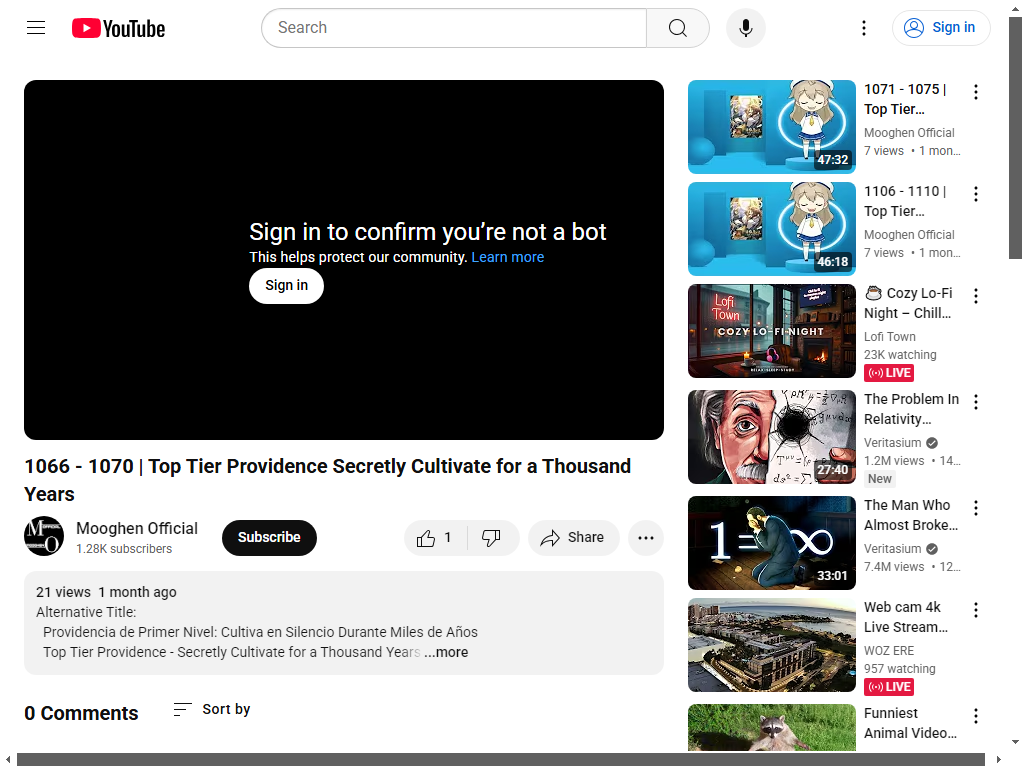 YouTube
Search
Sign in
Sign in to confirm you’re not a bot
This helps protect our community. Learn more
Sign in
1066 - 1070 | Top Tier Providence Secretly Cultivate for a Thousand
Years
Mooghen Official
1.28K subscribers
Subscribe
1
Share
21 views 1 month ago
Alternative Title:
Providencia de Primer Nivel: Cultiva en Silencio Durante Miles de Años
Top Tier Providence - Secretly Cultivate for a Thousand Years ...more
0 Comments
Sort by
47:32
1071 - 1075 |
Top Tier…
Mooghen Official
7 views • 1 mon…
46:18
1106 - 1110 |
Top Tier…
Mooghen Official
7 views • 1 mon…
Lofi
Town
COZY LO-FI NIGHT
☕ Cozy Lo-Fi
Night – Chill…
Lofi Town
23K watching
LIVE
27:40
The Problem In
Relativity…
Veritasium
1.2M views • 14…
New
1=∞
33:01
The Man Who
Almost Broke…
Veritasium
7.4M views • 12…
Web cam 4k
Live Stream…
WOZ ERE
957 watching
LIVE
Funniest
Animal Video…